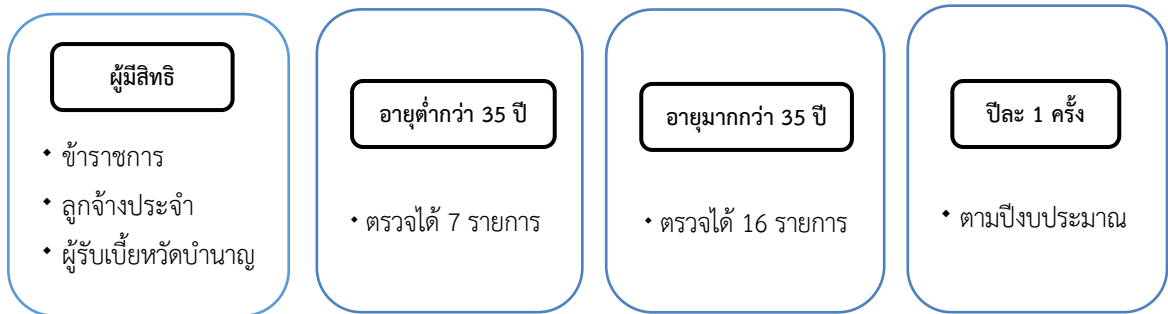 ผู้มีสิทธิ
• ข้าราชการ
• ลูกจ้างประจำ
• ผู้รับเบี้ยหวัดบำนาญ
อายุต่ำกว่า 35 ปี
• ตรวจได้ 7 รายการ
อายุมากกว่า 35 ปี
• ตรวจได้ 16 รายการ
ปีละ 1 ครั้ง
• ตามปีงบประมาณ